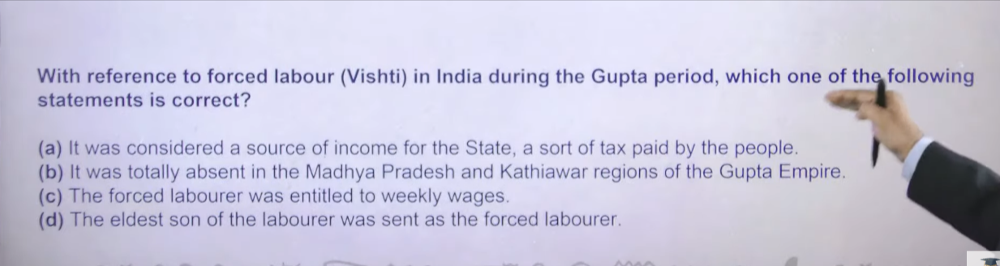 With reference to forced labour (Vishti) in India during the Gupta period, which one of the following
statements is correct?
(a) It was considered a source of income for the State, a sort of tax paid by the people.
(b) It was totally absent in the Madhya Pradesh and Kathiawar regions of the Gupta Empire.
(c) The forced labourer was entitled to weekly wages.
(d) The eldest son of the labourer was sent as the forced labourer.